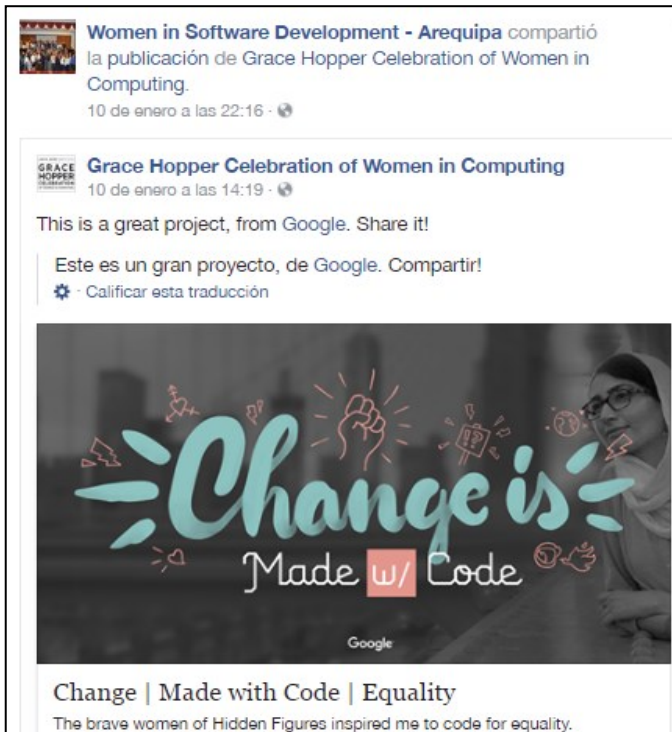 Women in Software Development - Arequipa compartió
la publicación de Grace Hopper Celebration of Women in
Computing.
10 de enero a las 22:16 ·
GRACE
HOPPER
CELEBRATION
Grace Hopper Celebration of Women in Computing
10 de enero a las 14:19 ·
This is a great project, from Google. Share it!
Este es un gran proyecto, de Google. Compartir!
· Calificar esta traducción
Change is
Made w/ Code
Google
Change | Made with Code | Equality
The brave women of Hidden Figures inspired me to code for equality.